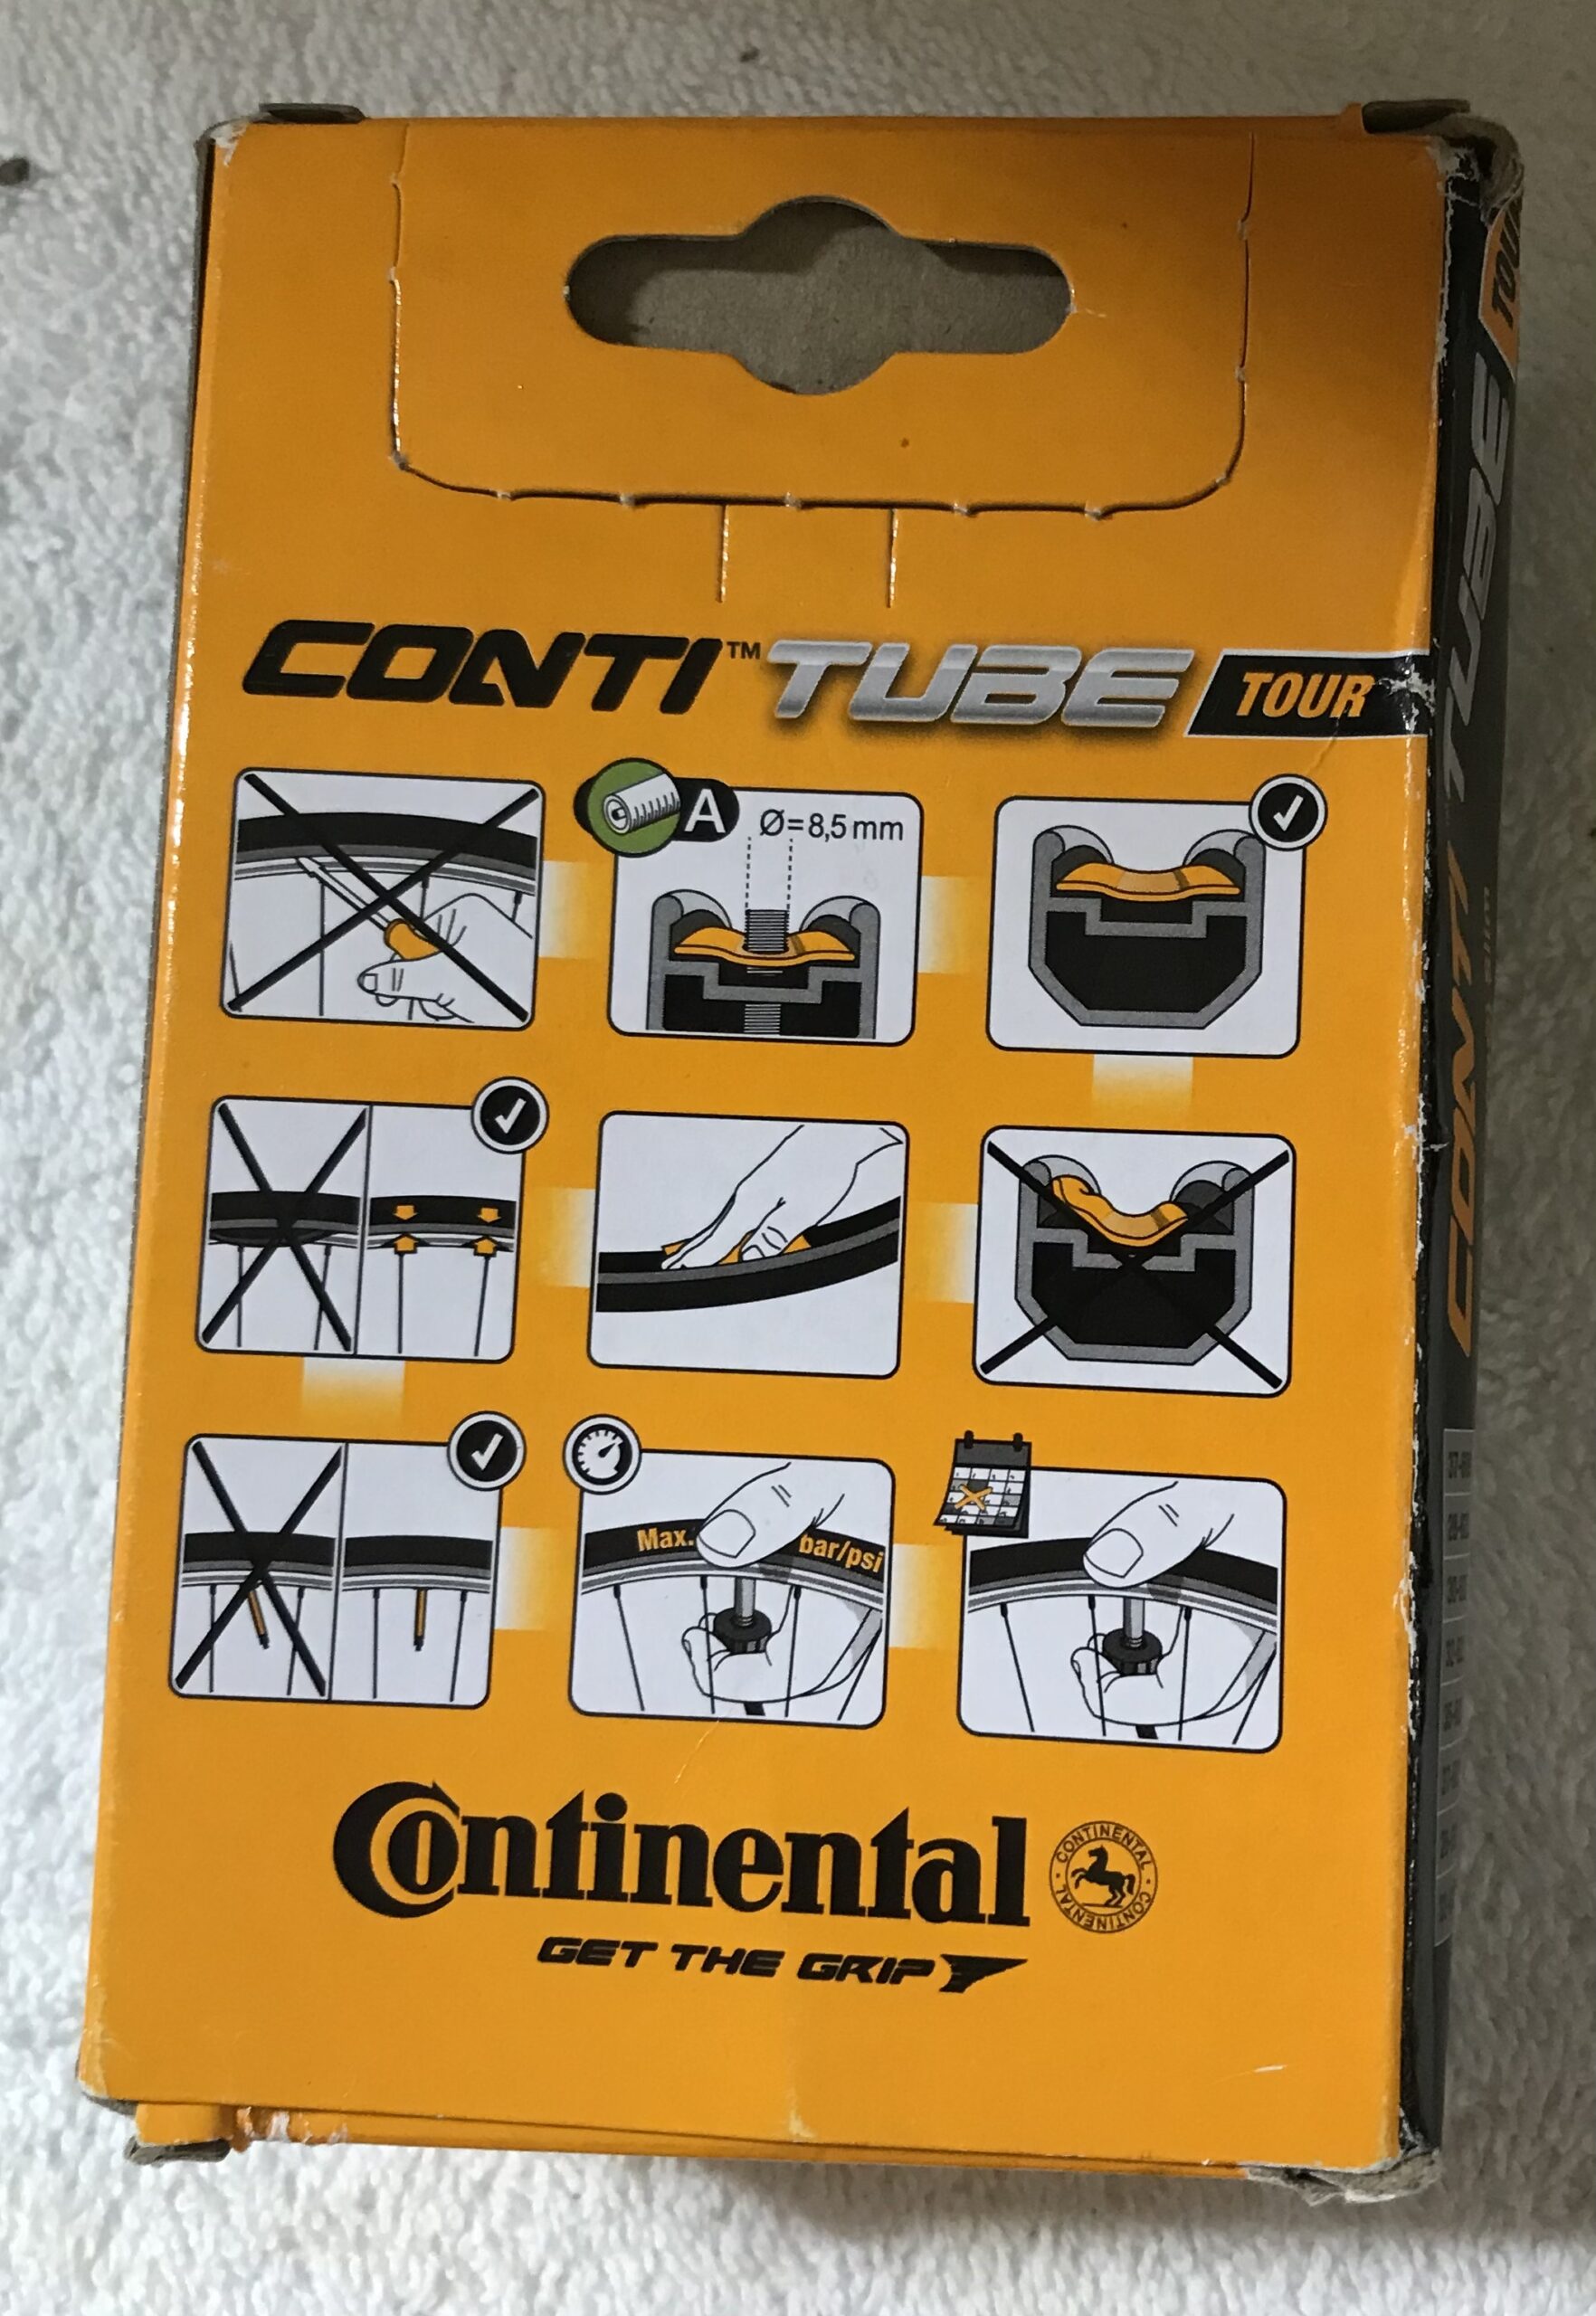 CONTI™ TUBE TOUR
A Ø=8,5 mm
Max. bar/psi
Continental
CONTINENTAL · CONTINENTAL
GET THE GRIP
CONTI TUBE TOUR